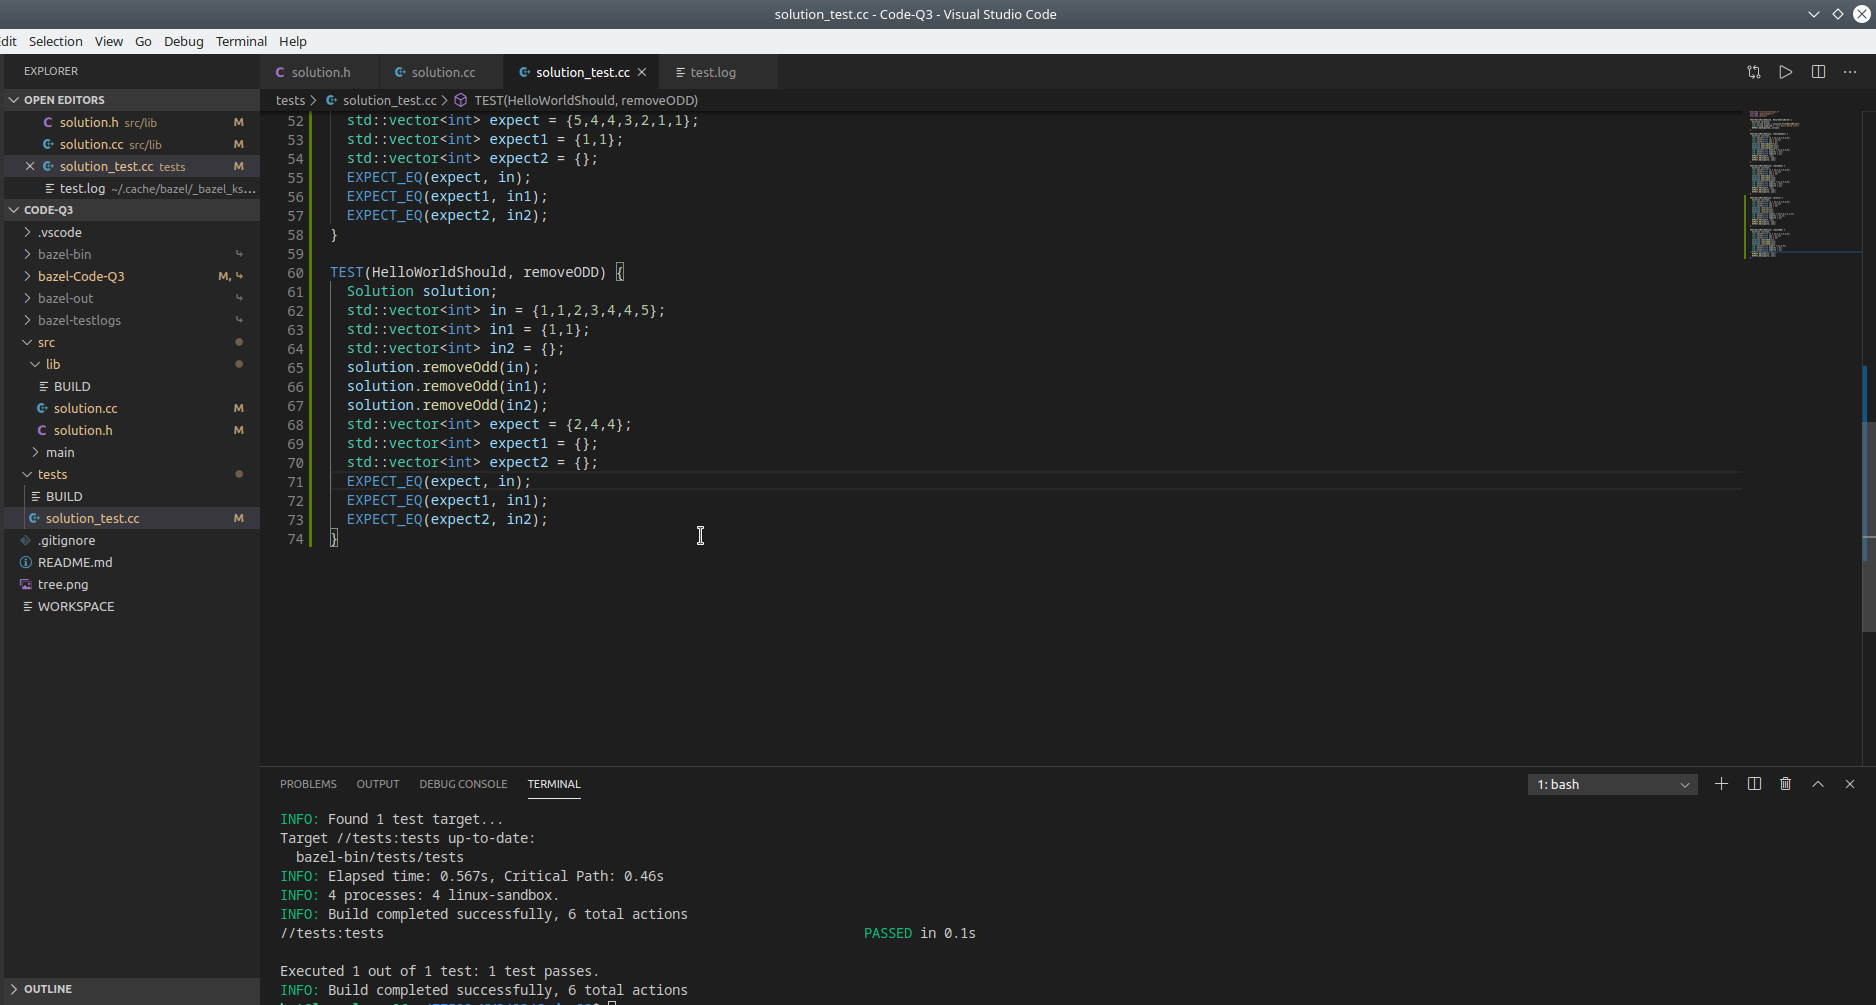 solution_test.cc - Code-Q3 - Visual Studio Code
dit Selection View Go Debug Terminal Help
EXPLORER
OPEN EDITORS
solution.h src/lib M
solution.cc src/lib M
solution_test.cc tests M
test.log ~/.cache/bazel/_bazel_ks...
CODE-Q3
.vscode
bazel-bin
bazel-Code-Q3 M,
bazel-out
bazel-testlogs
src
lib
BUILD
solution.cc M
solution.h M
main
tests
BUILD
solution_test.cc M
.gitignore
README.md
tree.png
WORKSPACE
OUTLINE
solution.h solution.cc solution_test.cc test.log
tests > solution_test.cc > TEST(HelloWorldShould, removeODD)
52 std::vector<int> expect = {5,4,4,3,2,1,1};
53 std::vector<int> expect1 = {1,1};
54 std::vector<int> expect2 = {};
55 EXPECT_EQ(expect, in);
56 EXPECT_EQ(expect1, in1);
57 EXPECT_EQ(expect2, in2);
58 }
59
60 TEST(HelloWorldShould, removeODD) {
61 Solution solution;
62 std::vector<int> in = {1,1,2,3,4,4,5};
63 std::vector<int> in1 = {1,1};
64 std::vector<int> in2 = {};
65 solution.removeOdd(in);
66 solution.removeOdd(in1);
67 solution.removeOdd(in2);
68 std::vector<int> expect = {2,4,4};
69 std::vector<int> expect1 = {};
70 std::vector<int> expect2 = {};
71 EXPECT_EQ(expect, in);
72 EXPECT_EQ(expect1, in1);
73 EXPECT_EQ(expect2, in2);
74 }
PROBLEMS OUTPUT DEBUG CONSOLE TERMINAL 1: bash
INFO: Found 1 test target...
Target //tests:tests up-to-date:
bazel-bin/tests/tests
INFO: Elapsed time: 0.567s, Critical Path: 0.46s
INFO: 4 processes: 4 linux-sandbox.
INFO: Build completed successfully, 6 total actions
//tests:tests PASSED in 0.1s
Executed 1 out of 1 test: 1 test passes.
INFO: Build completed successfully, 6 total actions